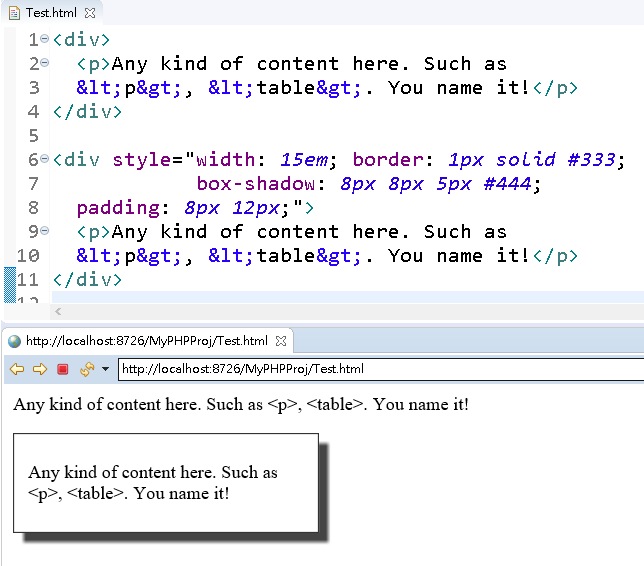 Test.html
1 <div>
2 <p>Any kind of content here. Such as
3 &lt;p&gt;, &lt;table&gt;. You name it!</p>
4 </div>
5
6 <div style="width: 15em; border: 1px solid #333;
7 box-shadow: 8px 8px 5px #444;
8 padding: 8px 12px;">
9 <p>Any kind of content here. Such as
10 &lt;p&gt;, &lt;table&gt;. You name it!</p>
11 </div>
12
http://localhost:8726/MyPHPProj/Test.html
http://localhost:8726/MyPHPProj/Test.html
Any kind of content here. Such as <p>, <table>. You name it!
Any kind of content here. Such as
<p>, <table>. You name it!